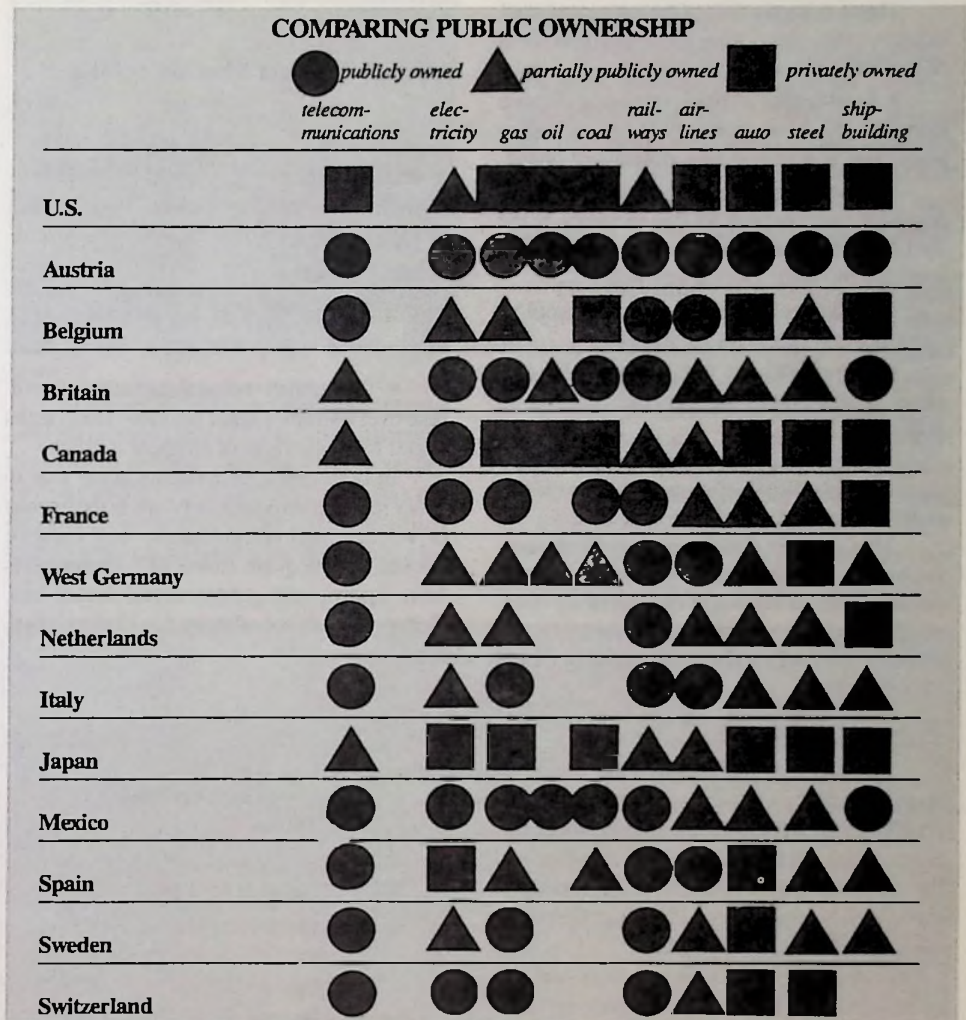 COMPARING PUBLIC OWNERSHIP
publicly owned partially publicly owned privately owned
telecom- elec- rail- air- ship-
munications tricity gas oil coal ways lines auto steel building
U.S.
Austria
Belgium
Britain
Canada
France
West Germany
Netherlands
Italy
Japan
Mexico
Spain
Sweden
Switzerland